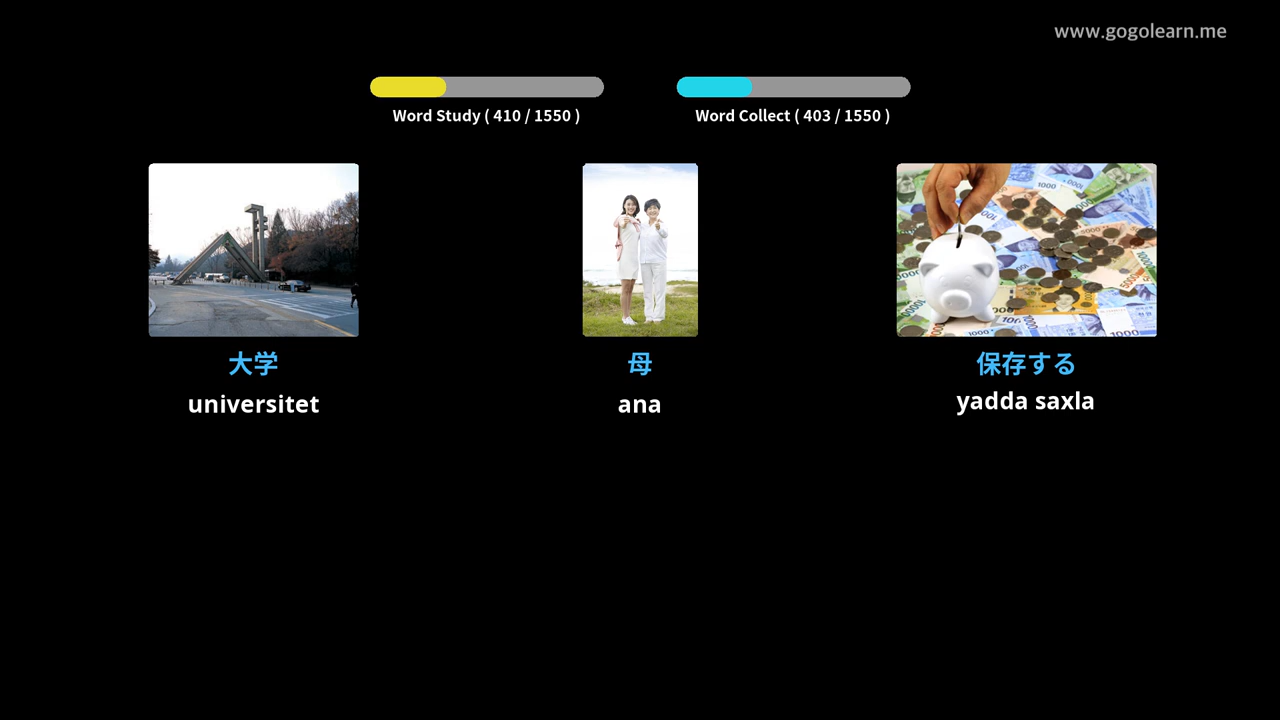 www.gogolearn.me
Word Study ( 410 / 1550 )
Word Collect ( 403 / 1550 )
大学
universitet
母
ana
保存する
yadda saxla